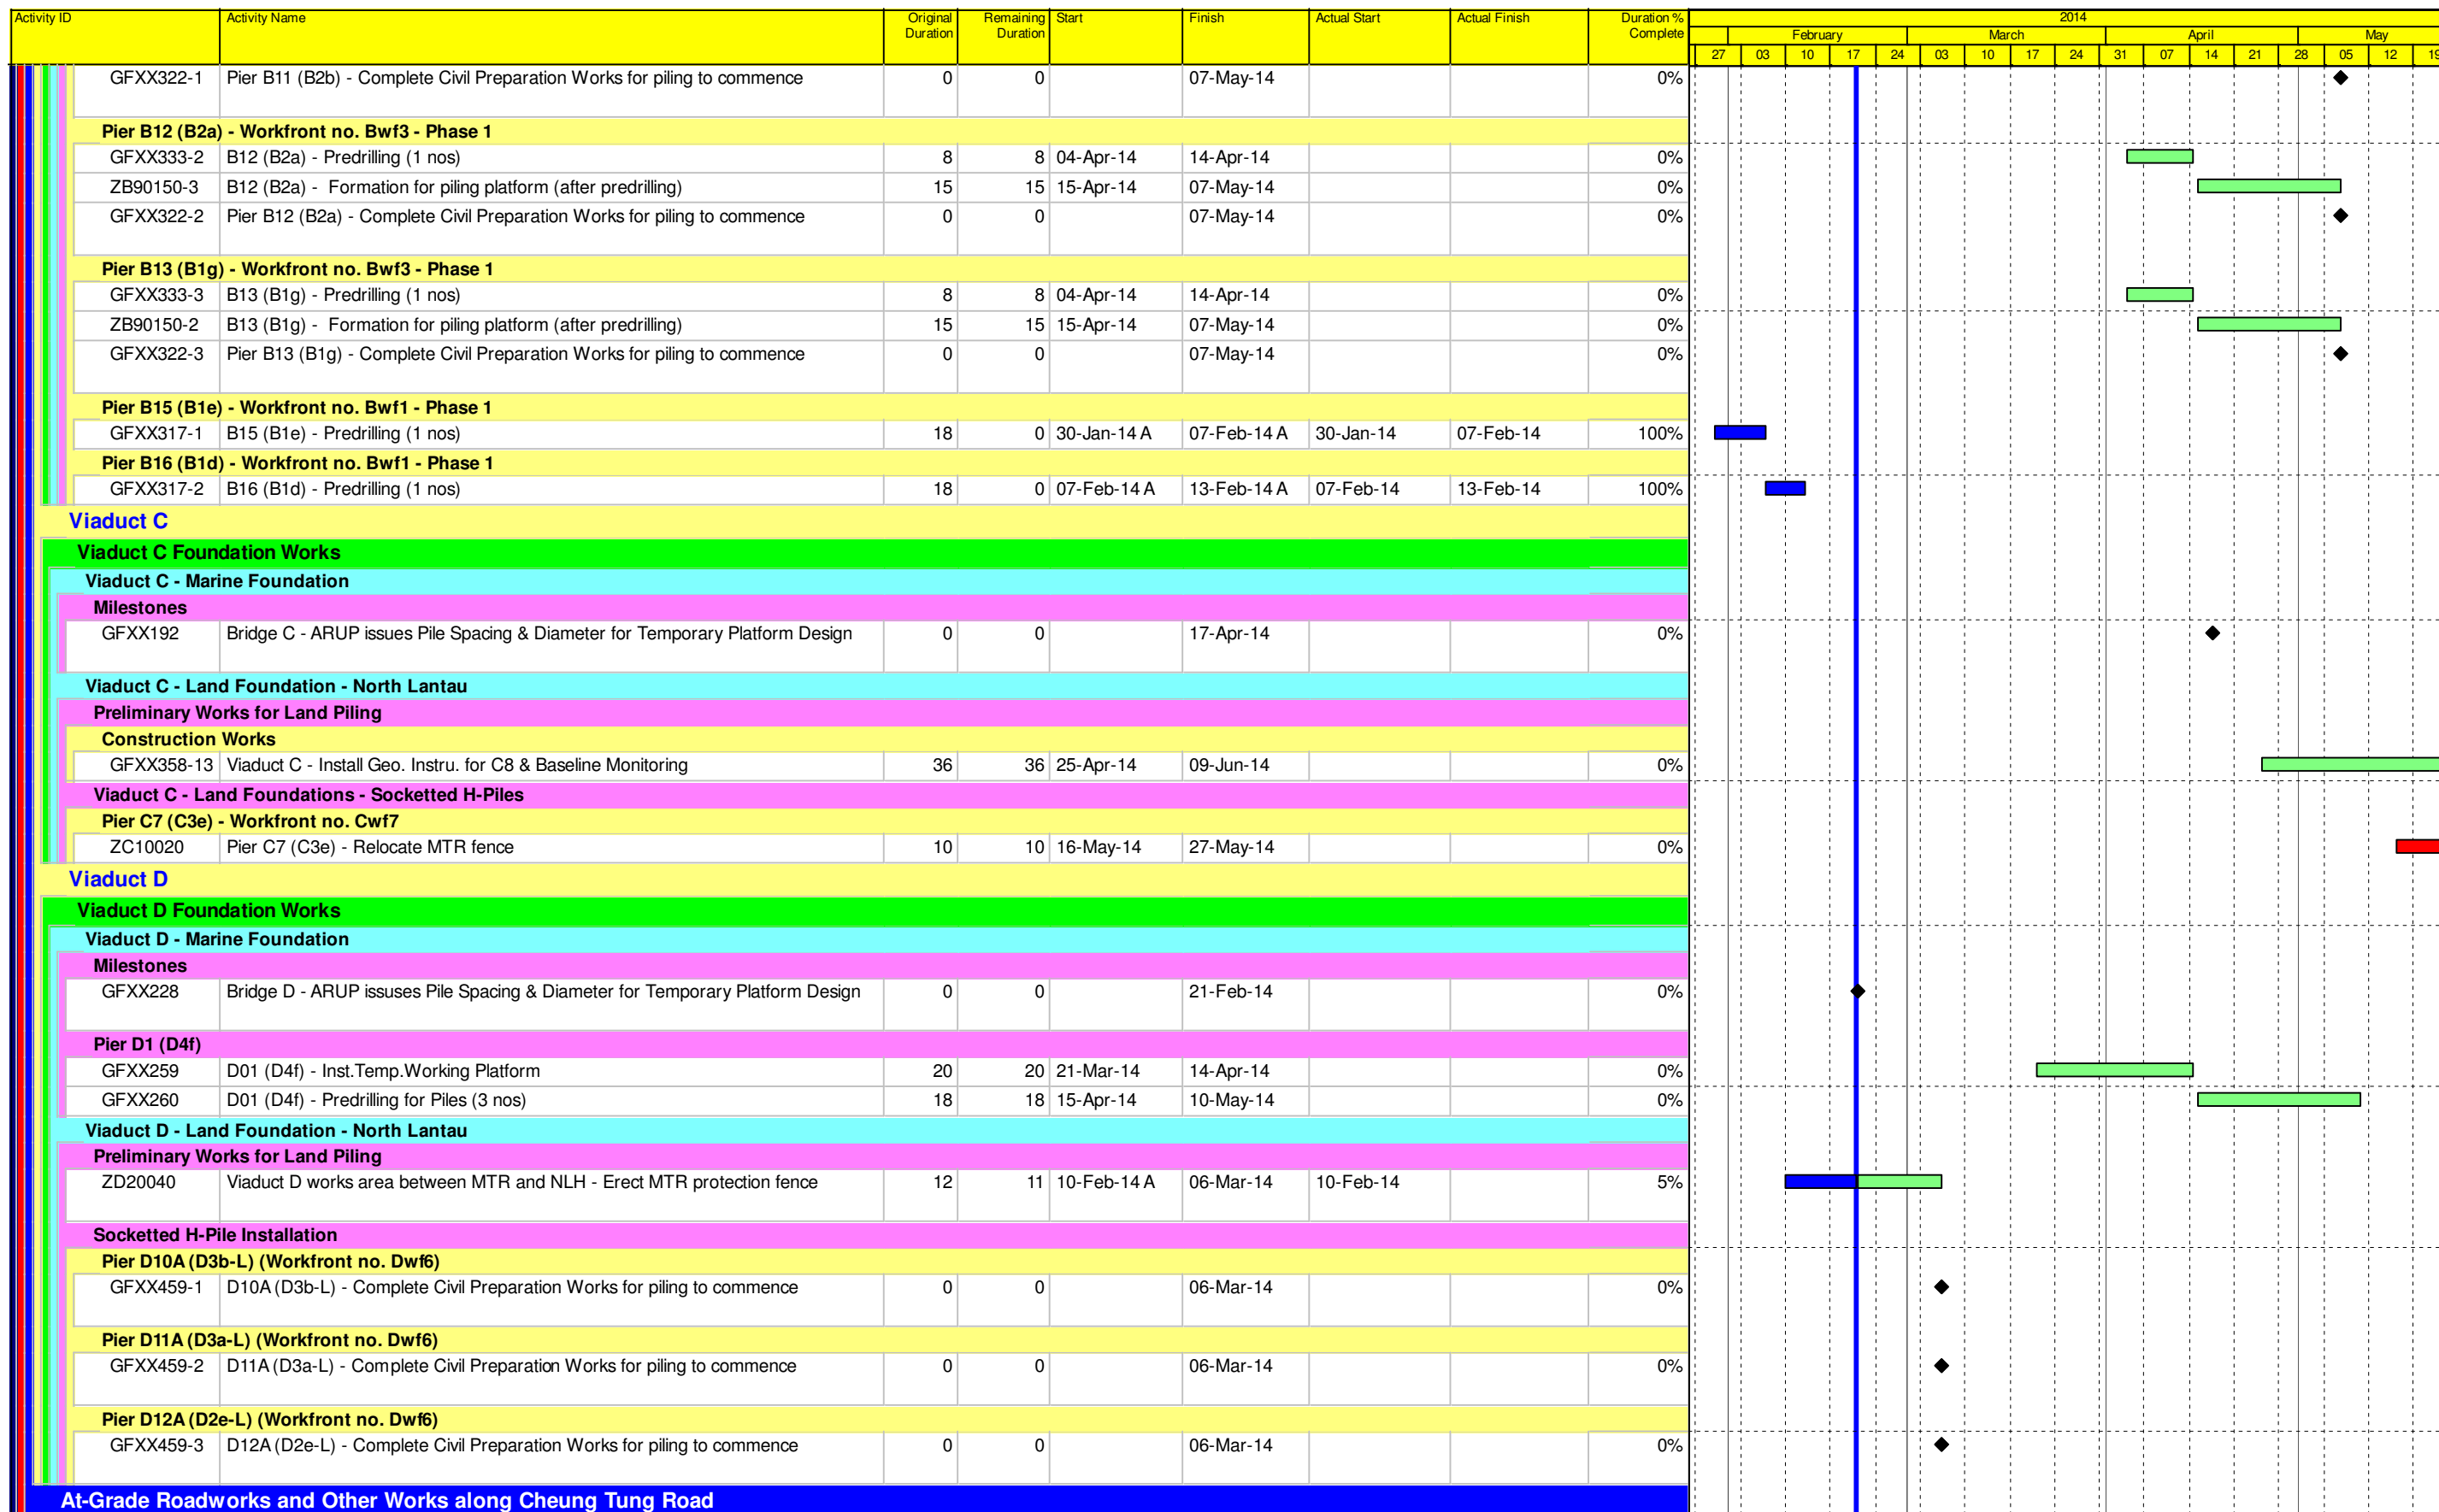 Activity ID Activity Name Original Duration Remaining Duration Start Finish Actual Start Actual Finish Duration % Complete 2014
February March April May
27 03 10 17 24 03 10 17 24 31 07 14 21 28 05 12 19
GFXX322-1 Pier B11 (B2b) - Complete Civil Preparation Works for piling to commence 0 0 07-May-14 0%
Pier B12 (B2a) - Workfront no. Bwf3 - Phase 1
GFXX333-2 B12 (B2a) - Predrilling (1 nos) 8 8 04-Apr-14 14-Apr-14 0%
ZB90150-3 B12 (B2a) - Formation for piling platform (after predrilling) 15 15 15-Apr-14 07-May-14 0%
GFXX322-2 Pier B12 (B2a) - Complete Civil Preparation Works for piling to commence 0 0 07-May-14 0%
Pier B13 (B1g) - Workfront no. Bwf3 - Phase 1
GFXX333-3 B13 (B1g) - Predrilling (1 nos) 8 8 04-Apr-14 14-Apr-14 0%
ZB90150-2 B13 (B1g) - Formation for piling platform (after predrilling) 15 15 15-Apr-14 07-May-14 0%
GFXX322-3 Pier B13 (B1g) - Complete Civil Preparation Works for piling to commence 0 0 07-May-14 0%
Pier B15 (B1e) - Workfront no. Bwf1 - Phase 1
GFXX317-1 B15 (B1e) - Predrilling (1 nos) 18 0 30-Jan-14 A 07-Feb-14 A 30-Jan-14 07-Feb-14 100%
Pier B16 (B1d) - Workfront no. Bwf1 - Phase 1
GFXX317-2 B16 (B1d) - Predrilling (1 nos) 18 0 07-Feb-14 A 13-Feb-14 A 07-Feb-14 13-Feb-14 100%
Viaduct C
Viaduct C Foundation Works
Viaduct C - Marine Foundation
Milestones
GFXX192 Bridge C - ARUP issues Pile Spacing & Diameter for Temporary Platform Design 0 0 17-Apr-14 0%
Viaduct C - Land Foundation - North Lantau
Preliminary Works for Land Piling
Construction Works
GFXX358-13 Viaduct C - Install Geo. Instru. for C8 & Baseline Monitoring 36 36 25-Apr-14 09-Jun-14 0%
Viaduct C - Land Foundations - Socketted H-Piles
Pier C7 (C3e) - Workfront no. Cwf7
ZC10020 Pier C7 (C3e) - Relocate MTR fence 10 10 16-May-14 27-May-14 0%
Viaduct D
Viaduct D Foundation Works
Viaduct D - Marine Foundation
Milestones
GFXX228 Bridge D - ARUP issuses Pile Spacing & Diameter for Temporary Platform Design 0 0 21-Feb-14 0%
Pier D1 (D4f)
GFXX259 D01 (D4f) - Inst.Temp.Working Platform 20 20 21-Mar-14 14-Apr-14 0%
GFXX260 D01 (D4f) - Predrilling for Piles (3 nos) 18 18 15-Apr-14 10-May-14 0%
Viaduct D - Land Foundation - North Lantau
Preliminary Works for Land Piling
ZD20040 Viaduct D works area between MTR and NLH - Erect MTR protection fence 12 11 10-Feb-14 A 06-Mar-14 10-Feb-14 5%
Socketted H-Pile Installation
Pier D10A (D3b-L) (Workfront no. Dwf6)
GFXX459-1 D10A (D3b-L) - Complete Civil Preparation Works for piling to commence 0 0 06-Mar-14 0%
Pier D11A (D3a-L) (Workfront no. Dwf6)
GFXX459-2 D11A (D3a-L) - Complete Civil Preparation Works for piling to commence 0 0 06-Mar-14 0%
Pier D12A (D2e-L) (Workfront no. Dwf6)
GFXX459-3 D12A (D2e-L) - Complete Civil Preparation Works for piling to commence 0 0 06-Mar-14 0%
At-Grade Roadworks and Other Works along Cheung Tung Road